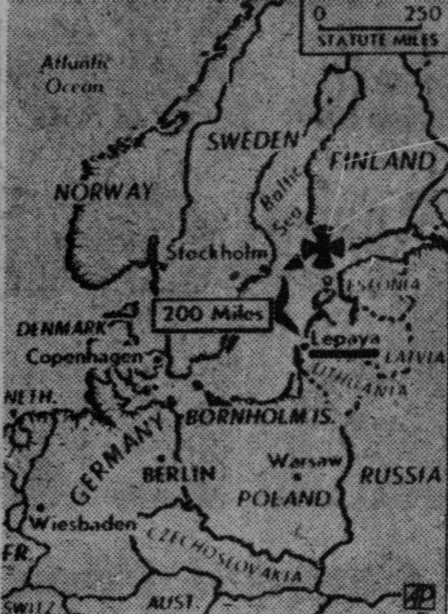 0 250
STATUTE MILES
Atlantic
Ocean
SWEDEN
FINLAND
NORWAY
Baltic
Sea
Stockholm
ESTONIA
200 Miles
DENMARK
Lepaya
Copenhagen
LATVIA
LITHUANIA
NETH.
BORNHOLM IS.
GERMANY
BERLIN
Warsaw
RUSSIA
POLAND
Wiesbaden
CZECHOSLOVAKIA
FR.
SWITZ.
AUST.
AP